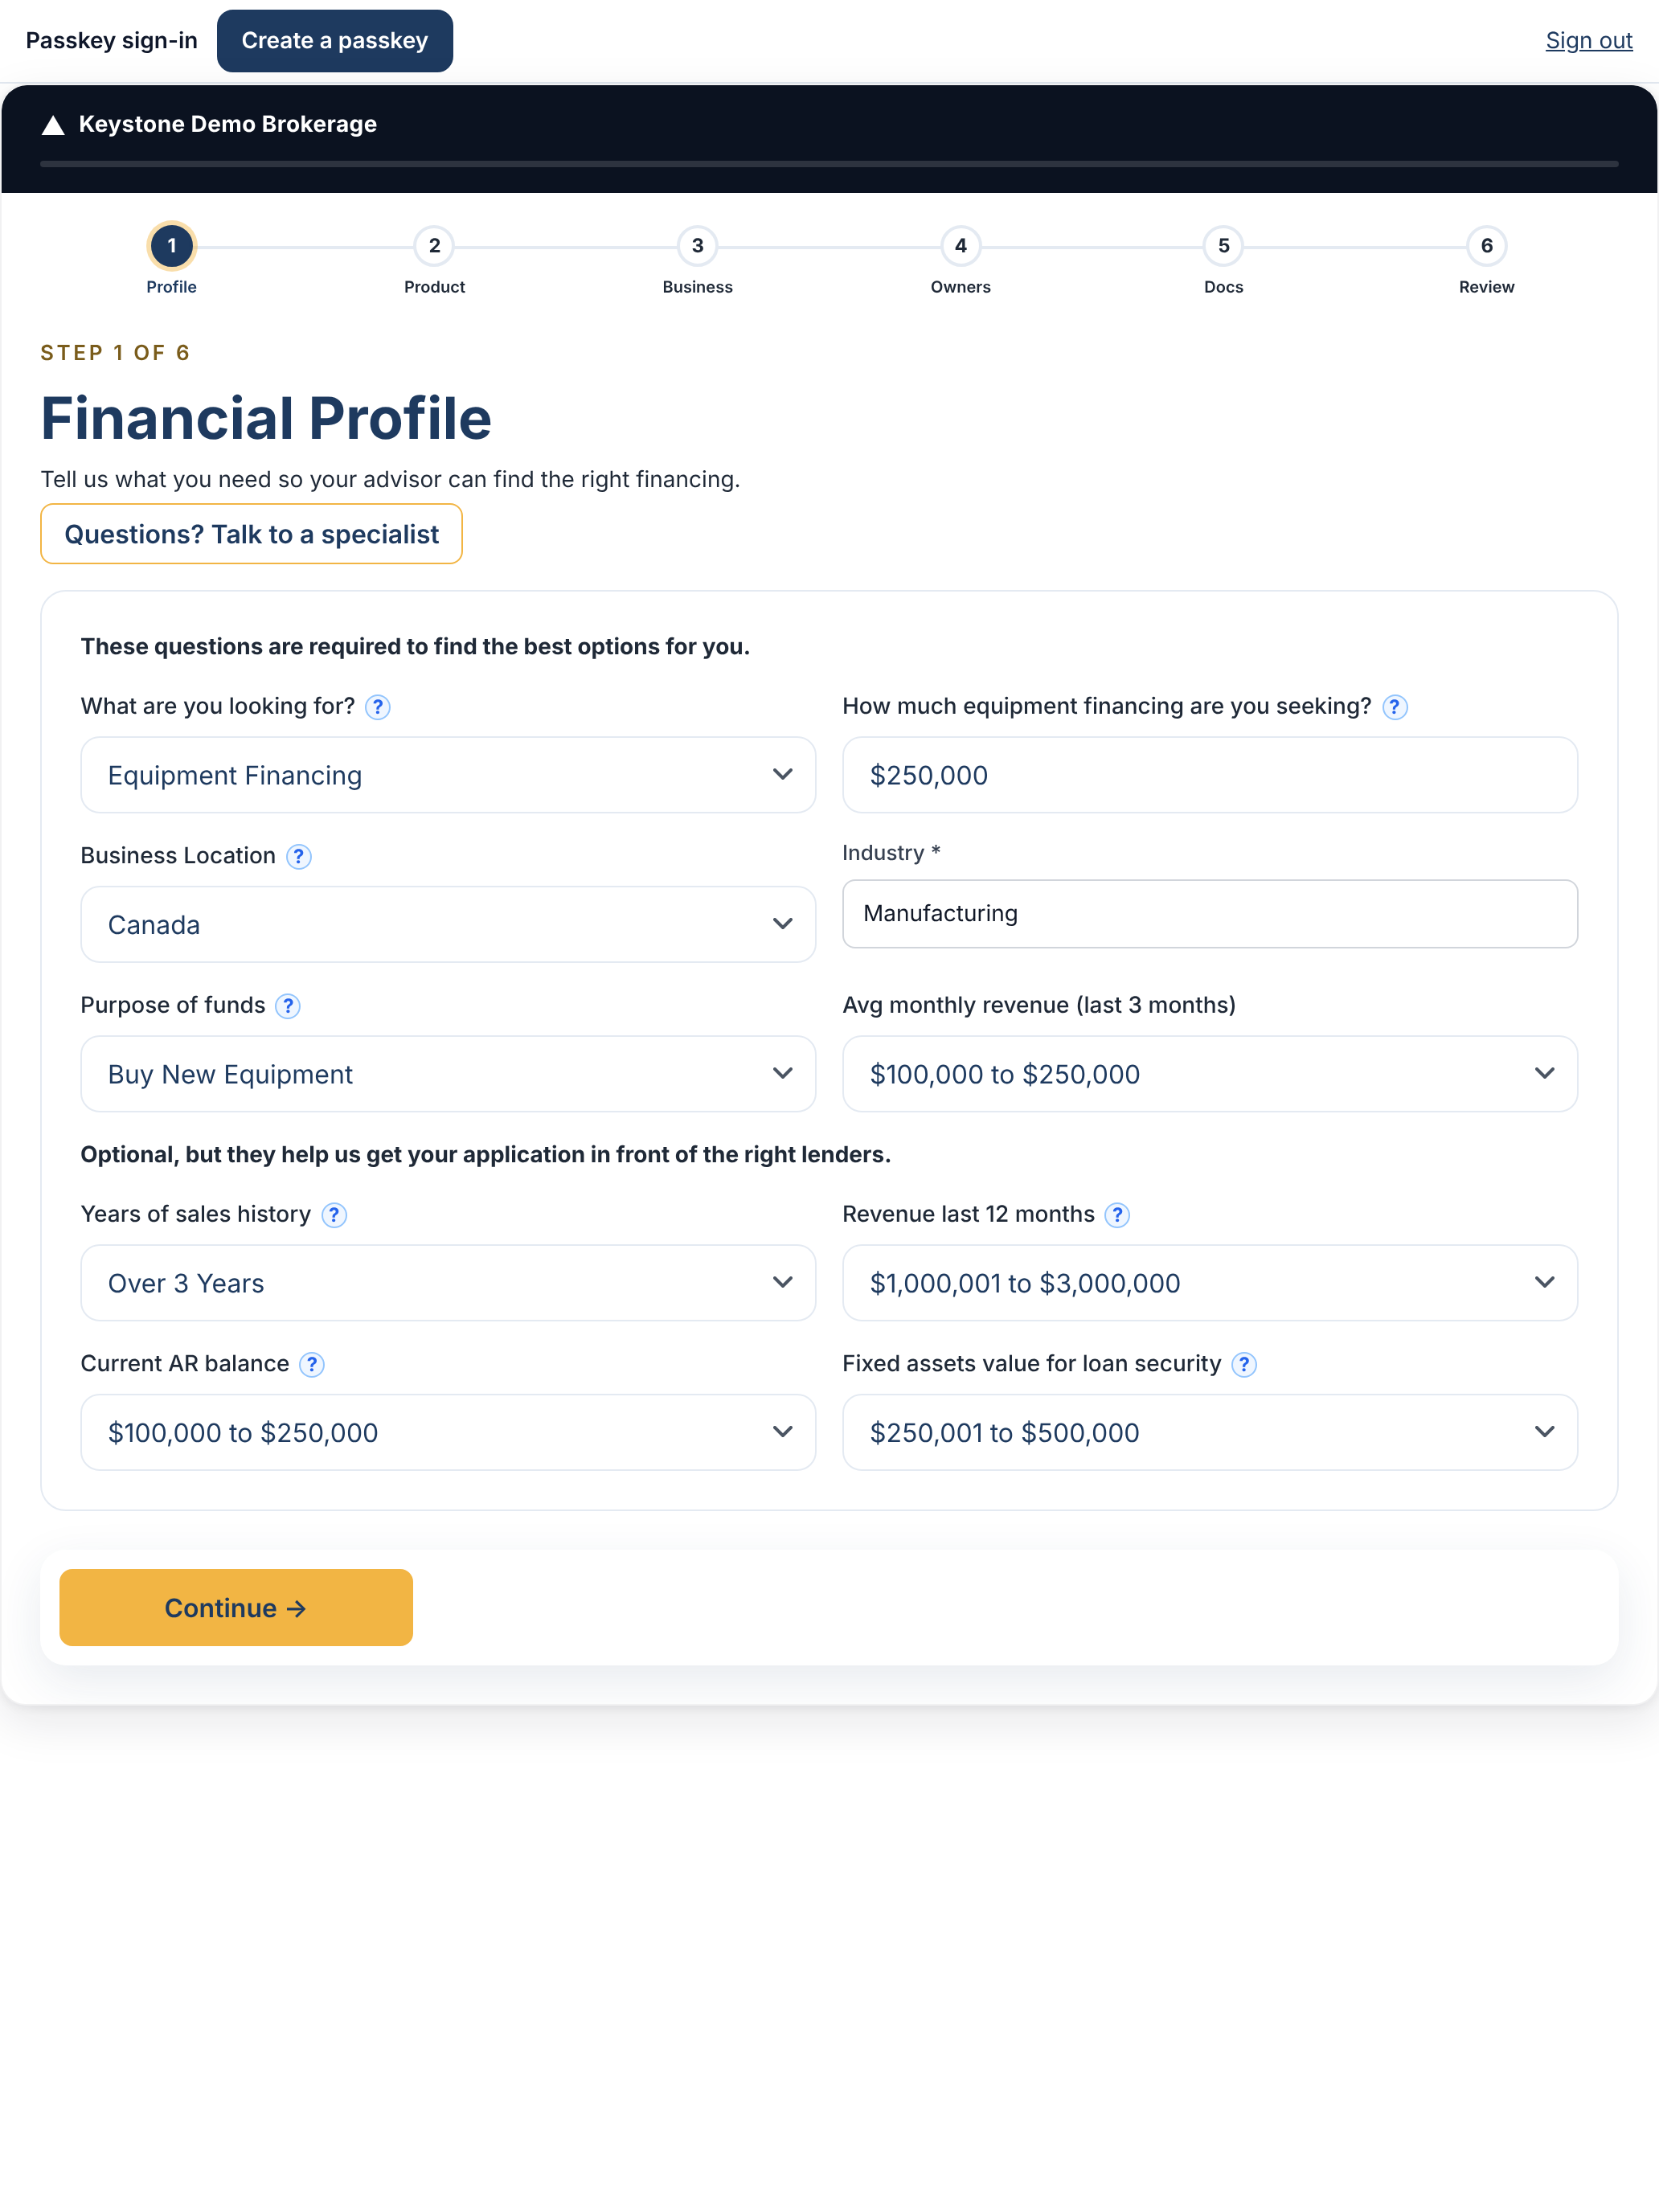 Passkey sign-in
Create a passkey
Sign out
Keystone Demo Brokerage
1
2
3
4
5
6
Profile
Product
Business
Owners
Docs
Review
STEP 1 OF 6
Financial Profile
Tell us what you need so your advisor can find the right financing.
Questions? Talk to a specialist
These questions are required to find the best options for you.
What are you looking for? ?
How much equipment financing are you seeking? ?
Equipment Financing
$250,000
Business Location ?
Industry *
Canada
Manufacturing
Purpose of funds ?
Avg monthly revenue (last 3 months)
Buy New Equipment
$100,000 to $250,000
Optional, but they help us get your application in front of the right lenders.
Years of sales history ?
Revenue last 12 months ?
Over 3 Years
$1,000,001 to $3,000,000
Current AR balance ?
Fixed assets value for loan security ?
$100,000 to $250,000
$250,001 to $500,000
Continue →